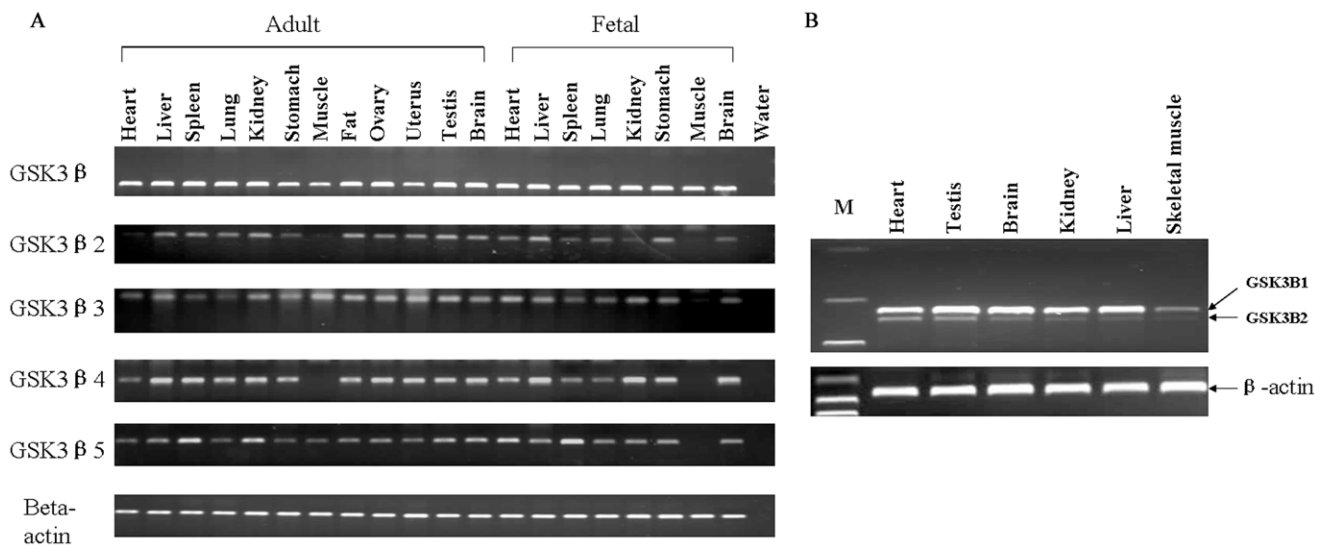 A
Adult
Fetal
Heart
Liver
Spleen
Lung
Kidney
Stomach
Muscle
Fat
Ovary
Uterus
Testis
Brain
Heart
Liver
Spleen
Lung
Kidney
Stomach
Muscle
Brain
Water
GSK3 β
GSK3 β 2
GSK3 β 3
GSK3 β 4
GSK3 β 5
Beta-
actin
B
M
Heart
Testis
Brain
Kidney
Liver
Skeletal muscle
GSK3B1
GSK3B2
β -actin